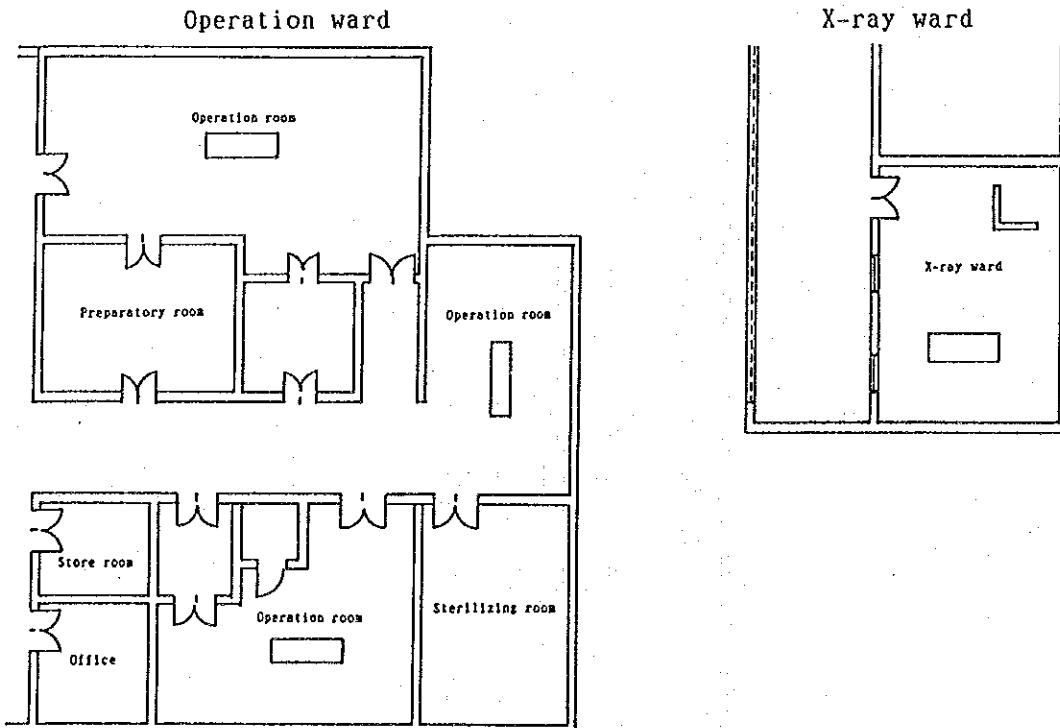 Operation ward
X-ray ward
Operation room
X-ray ward
Preparatory room
Operation room
Store room
Operation room
Sterilizing room
Office